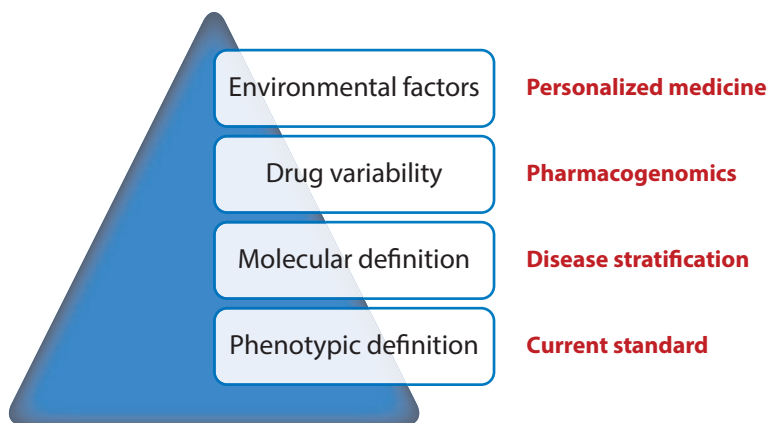 Environmental factors
Personalized medicine
Drug variability
Pharmacogenomics
Molecular definition
Disease stratification
Phenotypic definition
Current standard